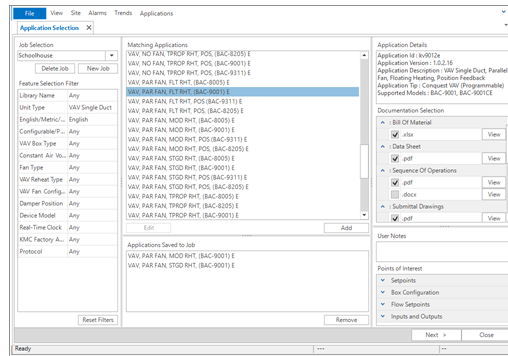 File View Site Alarms Trends Applications
Application Selection
Job Selection
Schoolhouse
Delete Job New Job
Feature Selection Filter
Library Name Any
Unit Type VAV Single Duct
English/Metric/... English
Configurable/P... Any
VAV Box Type Any
Constant Air Vo... Any
Fan Type Any
VAV Reheat Type Any
VAV Fan Config... Any
Damper Position Any
Device Model Any
Real-Time Clock Any
KMC Factory A... Any
Protocol Any
Reset Filters
Matching Applications
VAV, NO FAN, TPROP RHT, POS, (BAC-8205) E
VAV, NO FAN, TPROP RHT, (BAC-9001) E
VAV, NO FAN, TPROP RHT, POS, (BAC-9311) E
VAV, PAR FAN, FLT RHT, (BAC-8005) E
VAV, PAR FAN, FLT RHT, (BAC-9001) E
VAV, PAR FAN, FLT RHT, POS (BAC-9311) E
VAV, PAR FAN, FLT RHT, POS, (BAC-8205) E
VAV, PAR FAN, MOD RHT, (BAC-8005) E
VAV, PAR FAN, MOD RHT, (BAC-9001) E
VAV, PAR FAN, MOD RHT, POS (BAC-9311) E
VAV, PAR FAN, MOD RHT, POS, (BAC-8205) E
VAV, PAR FAN, STGD RHT, (BAC-8005) E
VAV, PAR FAN, STGD RHT, (BAC-9001) E
VAV, PAR FAN, STGD RHT, POS (BAC-9311) E
VAV, PAR FAN, STGD RHT, POS, (BAC-8205) E
VAV, PAR FAN, TPROP RHT, (BAC-8005) E
VAV, PAR FAN, TPROP RHT, POS, (BAC-8205) E
VAV, PAR FAN, TPROP RHT, (BAC-9001) E
Edit Add
Applications Saved to Job
VAV, PAR FAN, MOD RHT, (BAC-9001) E
VAV, PAR FAN, STGD RHT, (BAC-9001) E
Remove
Application Details
Application Id : kv9012e
Application Version : 1.0.2.16
Application Description : VAV Single Duct, Parallel
Fan, Floating Heating, Position Feedback
Application Tip : Conquest VAV (Programmable)
Supported Models : BAC-9001, BAC-9001CE
Documentation Selection
: Bill Of Material
.xlsx View
: Data Sheet
.pdf View
: Sequence Of Operations
.pdf View
.docx View
: Submittal Drawings
.pdf View
User Notes
Points of Interest
Setpoints
Box Configuration
Flow Setpoints
Inputs and Outputs
Next > Close
Ready --- --